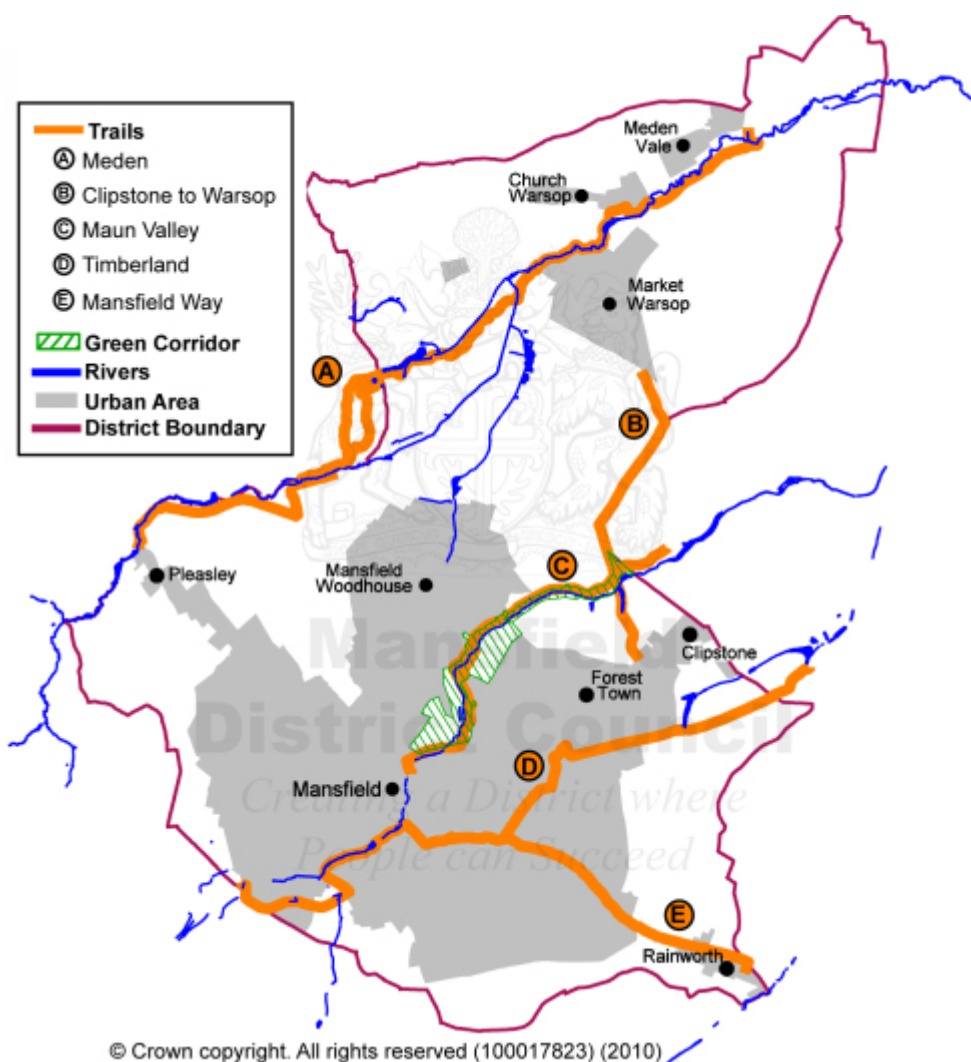 Trails
A Meden
B Clipstone to Warsop
C Maun Valley
D Timberland
E Mansfield Way
Green Corridor
Rivers
Urban Area
District Boundary
Meden
Vale
Church
Warsop
Market
Warsop
A
B
C
Mansfield
Woodhouse
Pleasley
Clipstone
Forest
Town
Mansfield
District Council
Creating a District where
People can Succeed
D
Mansfield
E
Rainworth
© Crown copyright. All rights reserved (100017823) (2010)